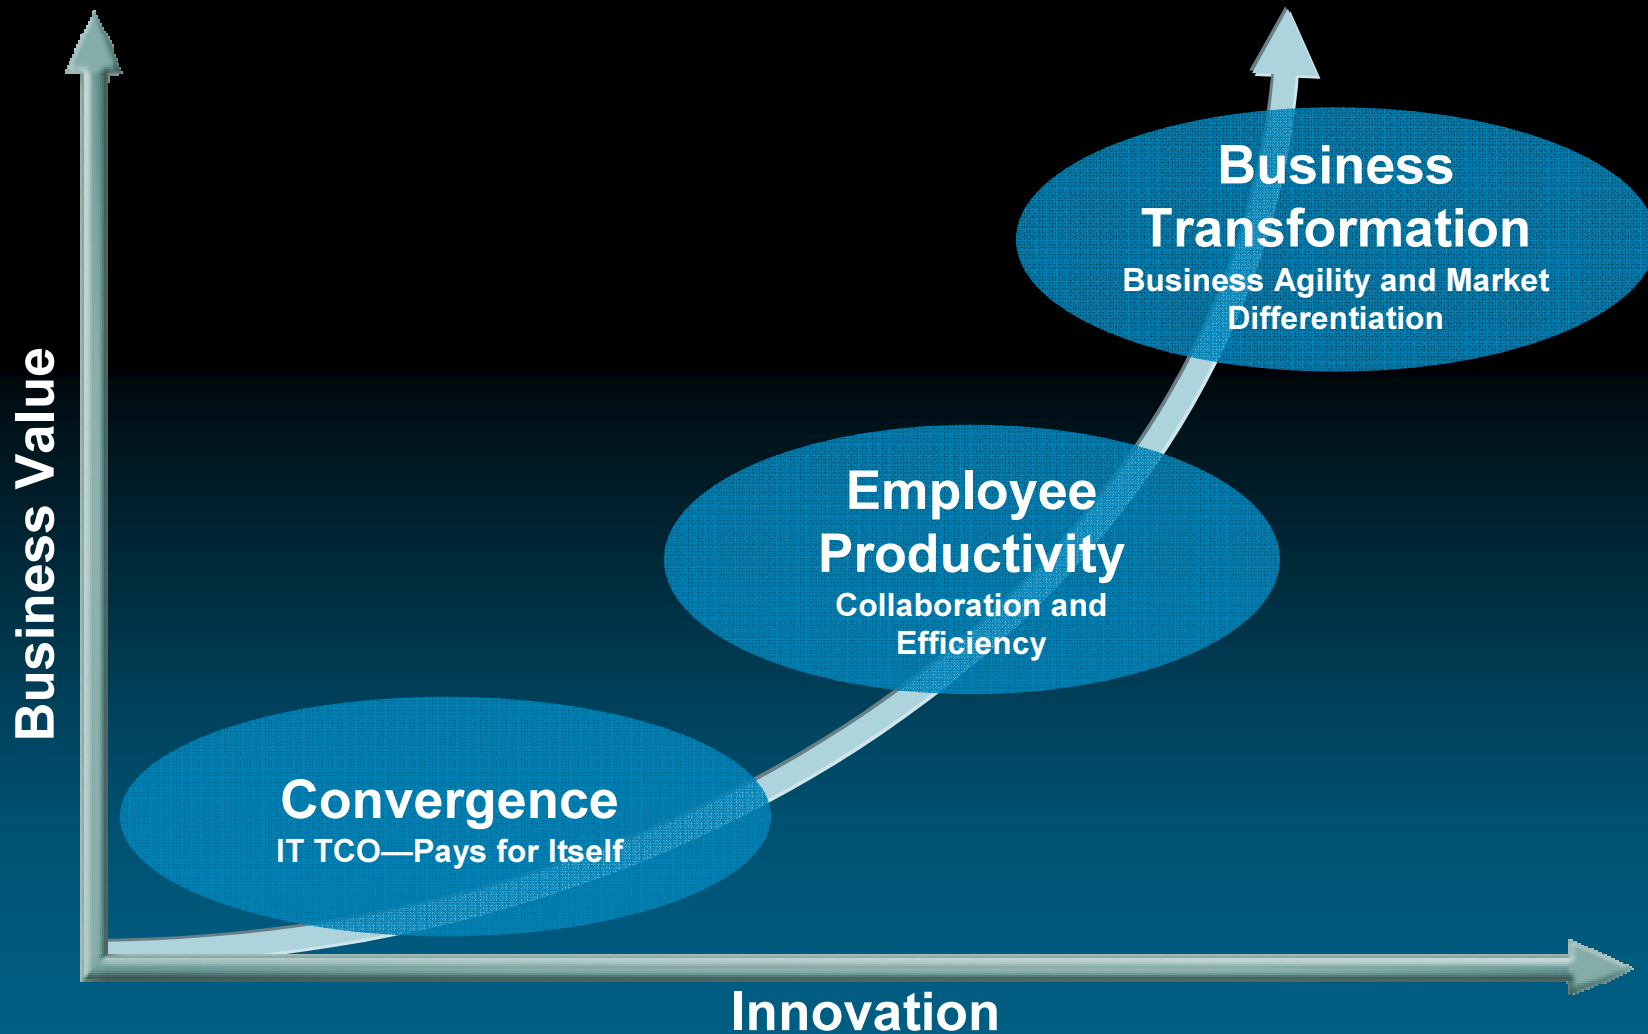 Business
Transformation
Business Agility and Market
Differentiation
Business Value
Employee
Productivity
Collaboration and
Efficiency
Convergence
IT TCO—Pays for Itself
Innovation